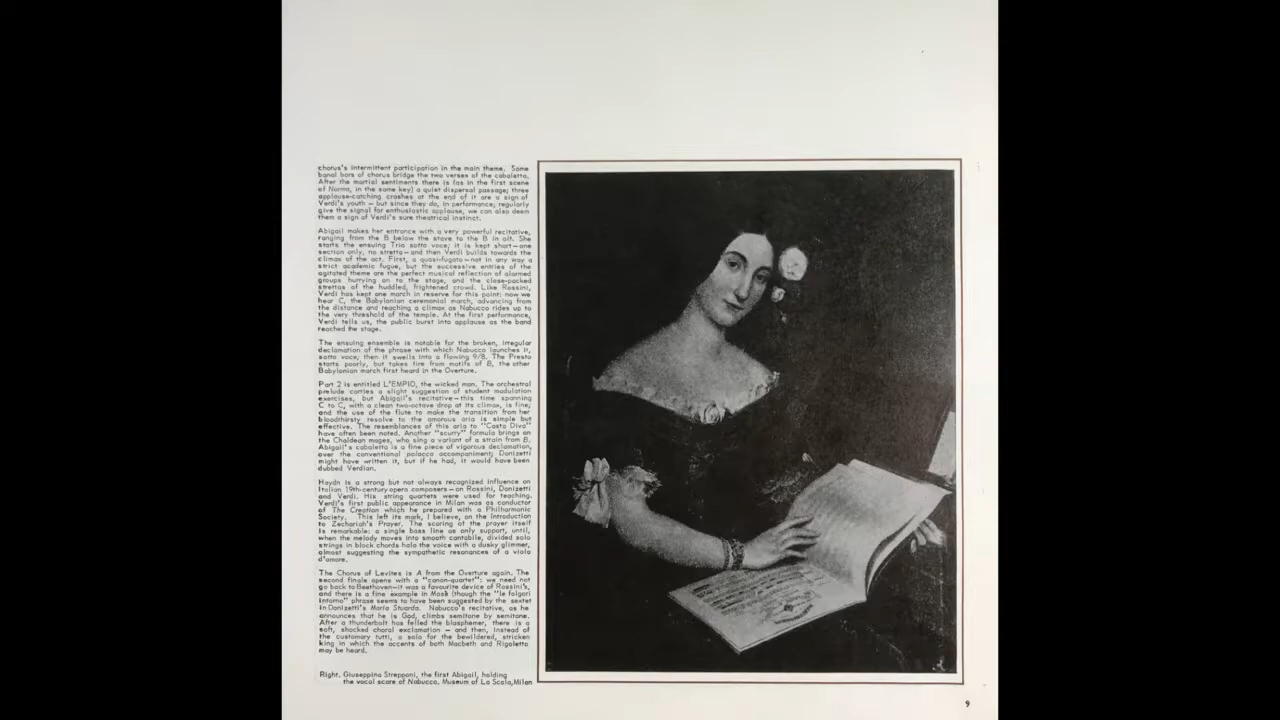 chorus's intermittent participation in the main theme. Some
banal bars of chorus bridge the two verses of the cabaletta.
After the martial sentiments there is (as in the first scene
of Norma, in the same key) a quiet dispersal passage; three
applause-catching crashes at the end of it are a sign of
Verdi's youth — but since they do, in performance, regularly
give the signal for enthusiastic applause, we can also deem
them a sign of Verdi's sure theatrical instinct.
Abigail makes her entrance with a very powerful recitative,
ranging from the B below the stave to the B in alt. She
starts the ensuing Trio sotto voce; it is kept short—one
section only, no stretta—and then Verdi builds towards the
climax of the act. First, a quasi-fugato—not in any way a
strict academic fugue, but the successive entries of the
agitated theme are the perfect musical reflection of alarmed
groups hurrying on to the stage, and the close-packed
strettos of the huddled, frightened crowd. Like Rossini,
Verdi has kept one march in reserve for this point: now we
hear C, the Babylonian ceremonial march, advancing from
the distance and reaching a climax as Nabucco rides up to
the very threshold of the temple. At the first performance,
Verdi tells us, the public burst into applause as the band
reached the stage.
The ensuing ensemble is notable for the broken, irregular
declamation of the phrase with which Nabucco launches it,
sotto voce; then it swells into a flowing 9/8. The Presto
starts poorly, but takes fire from motifs of B, the other
Babylonian march first heard in the Overture.
Part 2 is entitled L'EMPIO, the wicked man. The orchestral
prelude carries a slight suggestion of student modulation
exercises, but Abigail's recitative—this time spanning
C to C, with a clean two-octave drop at its climax, is fine;
and the use of the flute to make the transition from her
bloodthirsty resolve to the amorous aria is simple but
effective. The resemblances of this aria to "Casta Diva"
have often been noted. Another "scurry" formula brings on
the Chaldean mages, who sing a variant of a strain from B.
Abigail's cabaletta is a fine piece of vigorous declamation,
over the conventional polacca accompaniment; Donizetti
might have written it, but if he had, it would have been
dubbed Verdian.
Haydn is a strong but not always recognized influence on
Italian 19th-century opera composers—on Rossini, Donizetti
and Verdi. His string quartets were used for teaching.
Verdi's first public appearance in Milan was as conductor
of The Creation which he prepared with a Philharmonic
Society. This left its mark, I believe, on the Introduction
to Zechariah's Prayer. The scoring of the prayer itself
is remarkable: a single bass line as only support, until,
when the melody moves into smooth cantabile, divided solo
strings in block chords halo the voice with a dusky glimmer,
almost suggesting the sympathetic resonances of a viola
d'amore.
The Chorus of Levites is A from the Overture again. The
second finale opens with a "canon-quartet": we need not
go back to Beethoven—it was a favourite device of Rossini's,
and there is a fine example in Mosè (though the "le folgori
intorno" phrase seems to have been suggested by the sextet
in Donizetti's Maria Stuarda. Nabucco's recitative, as he
announces that he is God, climbs semitone by semitone.
After a thunderbolt has felled the blasphemer, there is a
soft, shocked choral exclamation — and then, instead of
the customary tutti, a solo for the bewildered, stricken
king in which the accents of both Macbeth and Rigoletto
may be heard.
Right. Giuseppina Strepponi, the first Abigail, holding
the vocal score of Nabucco. Museum of La Scala, Milan
9